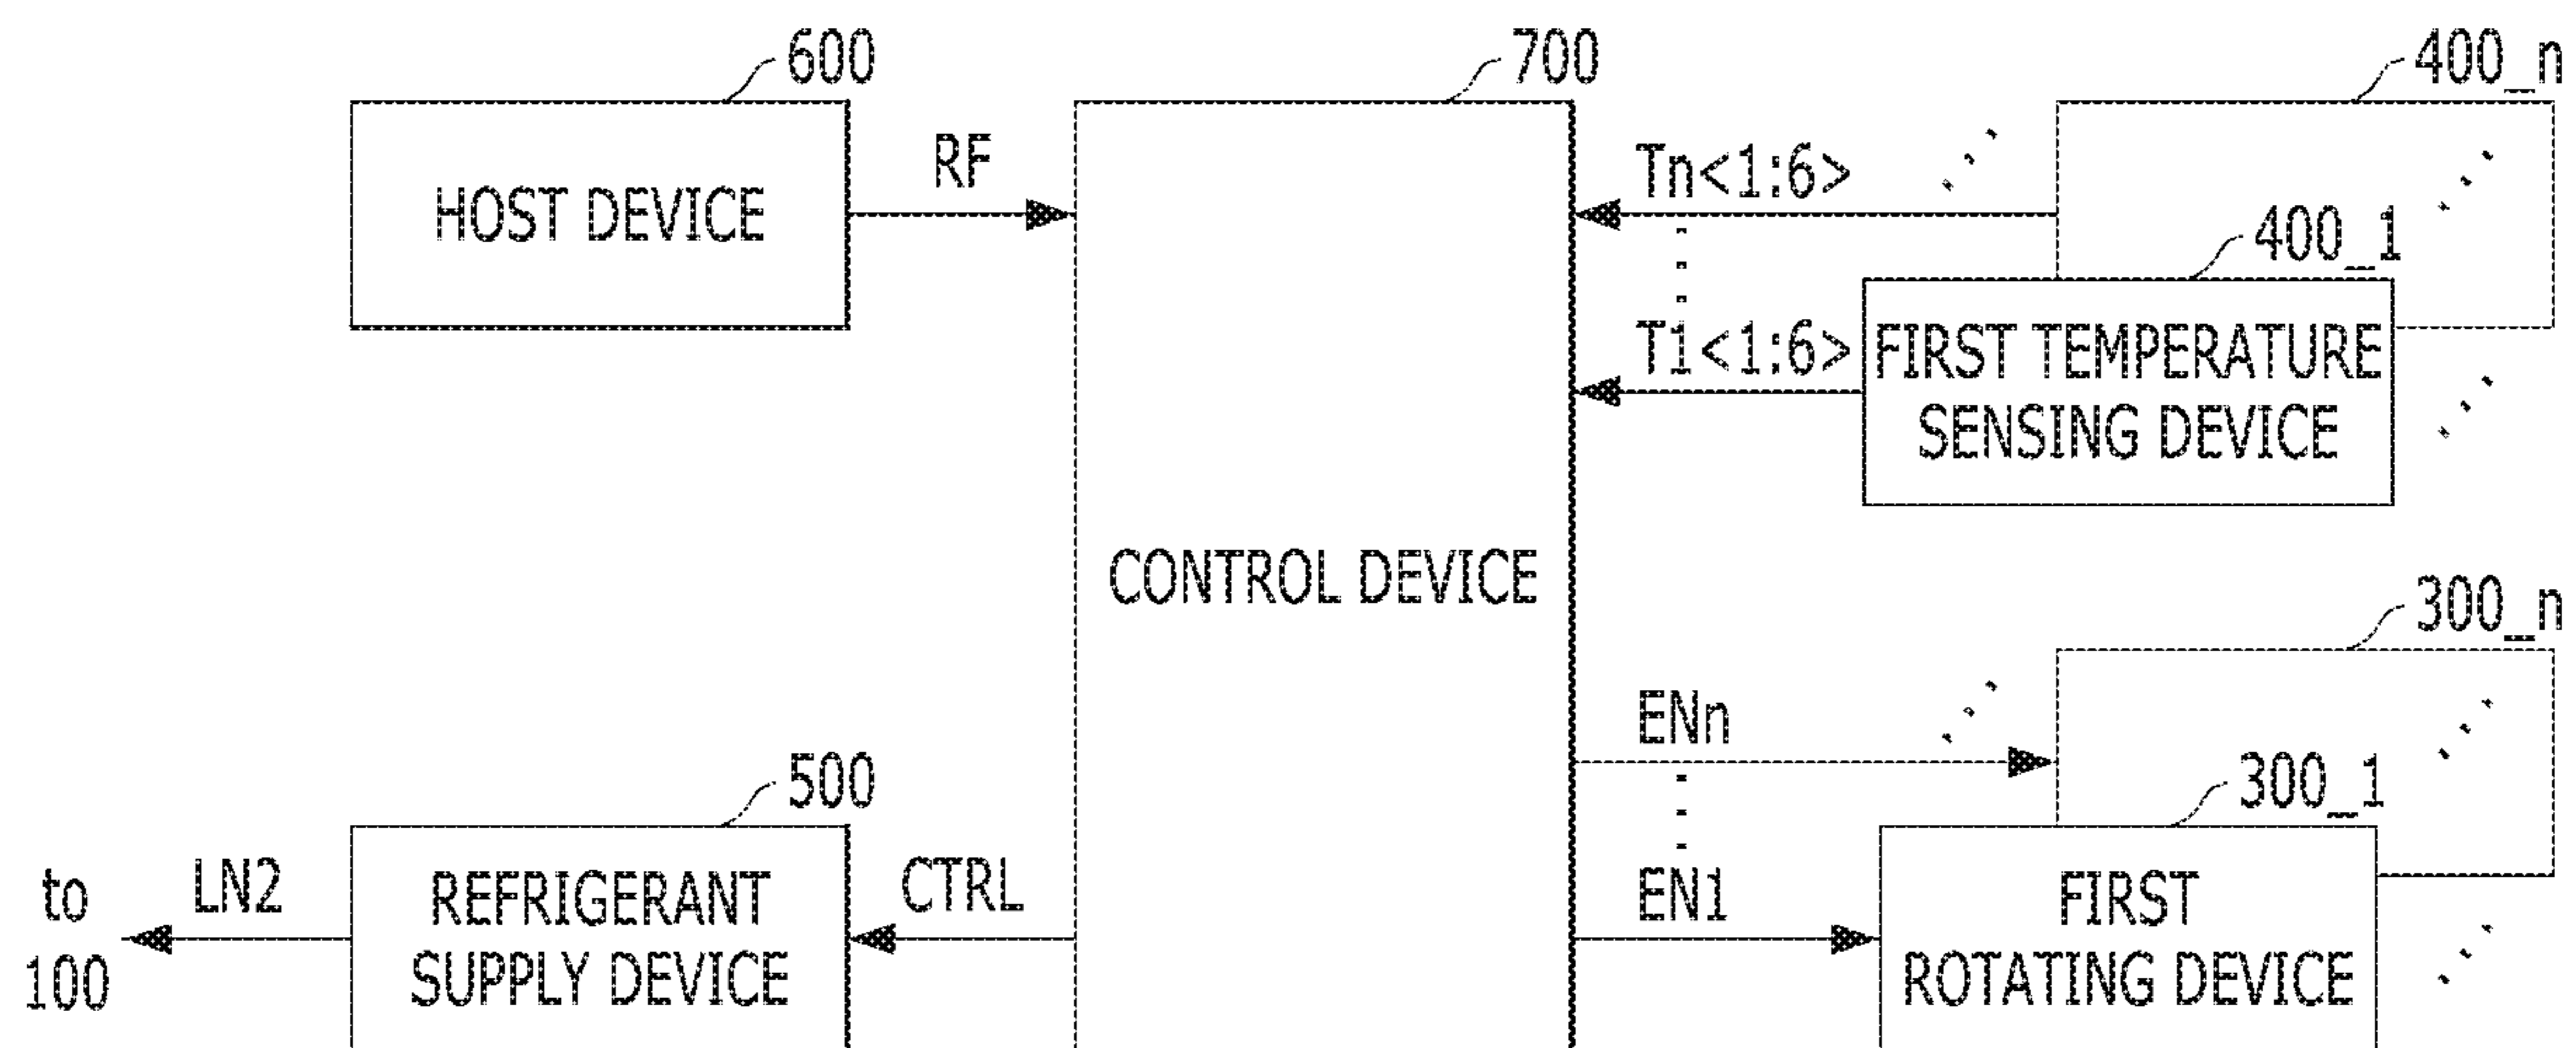 600
700
400_n
HOST DEVICE
RF
Tn<1:6>
400_1
T1<1:6>
FIRST TEMPERATURE
SENSING DEVICE
CONTROL DEVICE
300_n
ENn
500
300_1
to
100
LN2
REFRIGERANT
SUPPLY DEVICE
CTRL
EN1
FIRST
ROTATING DEVICE